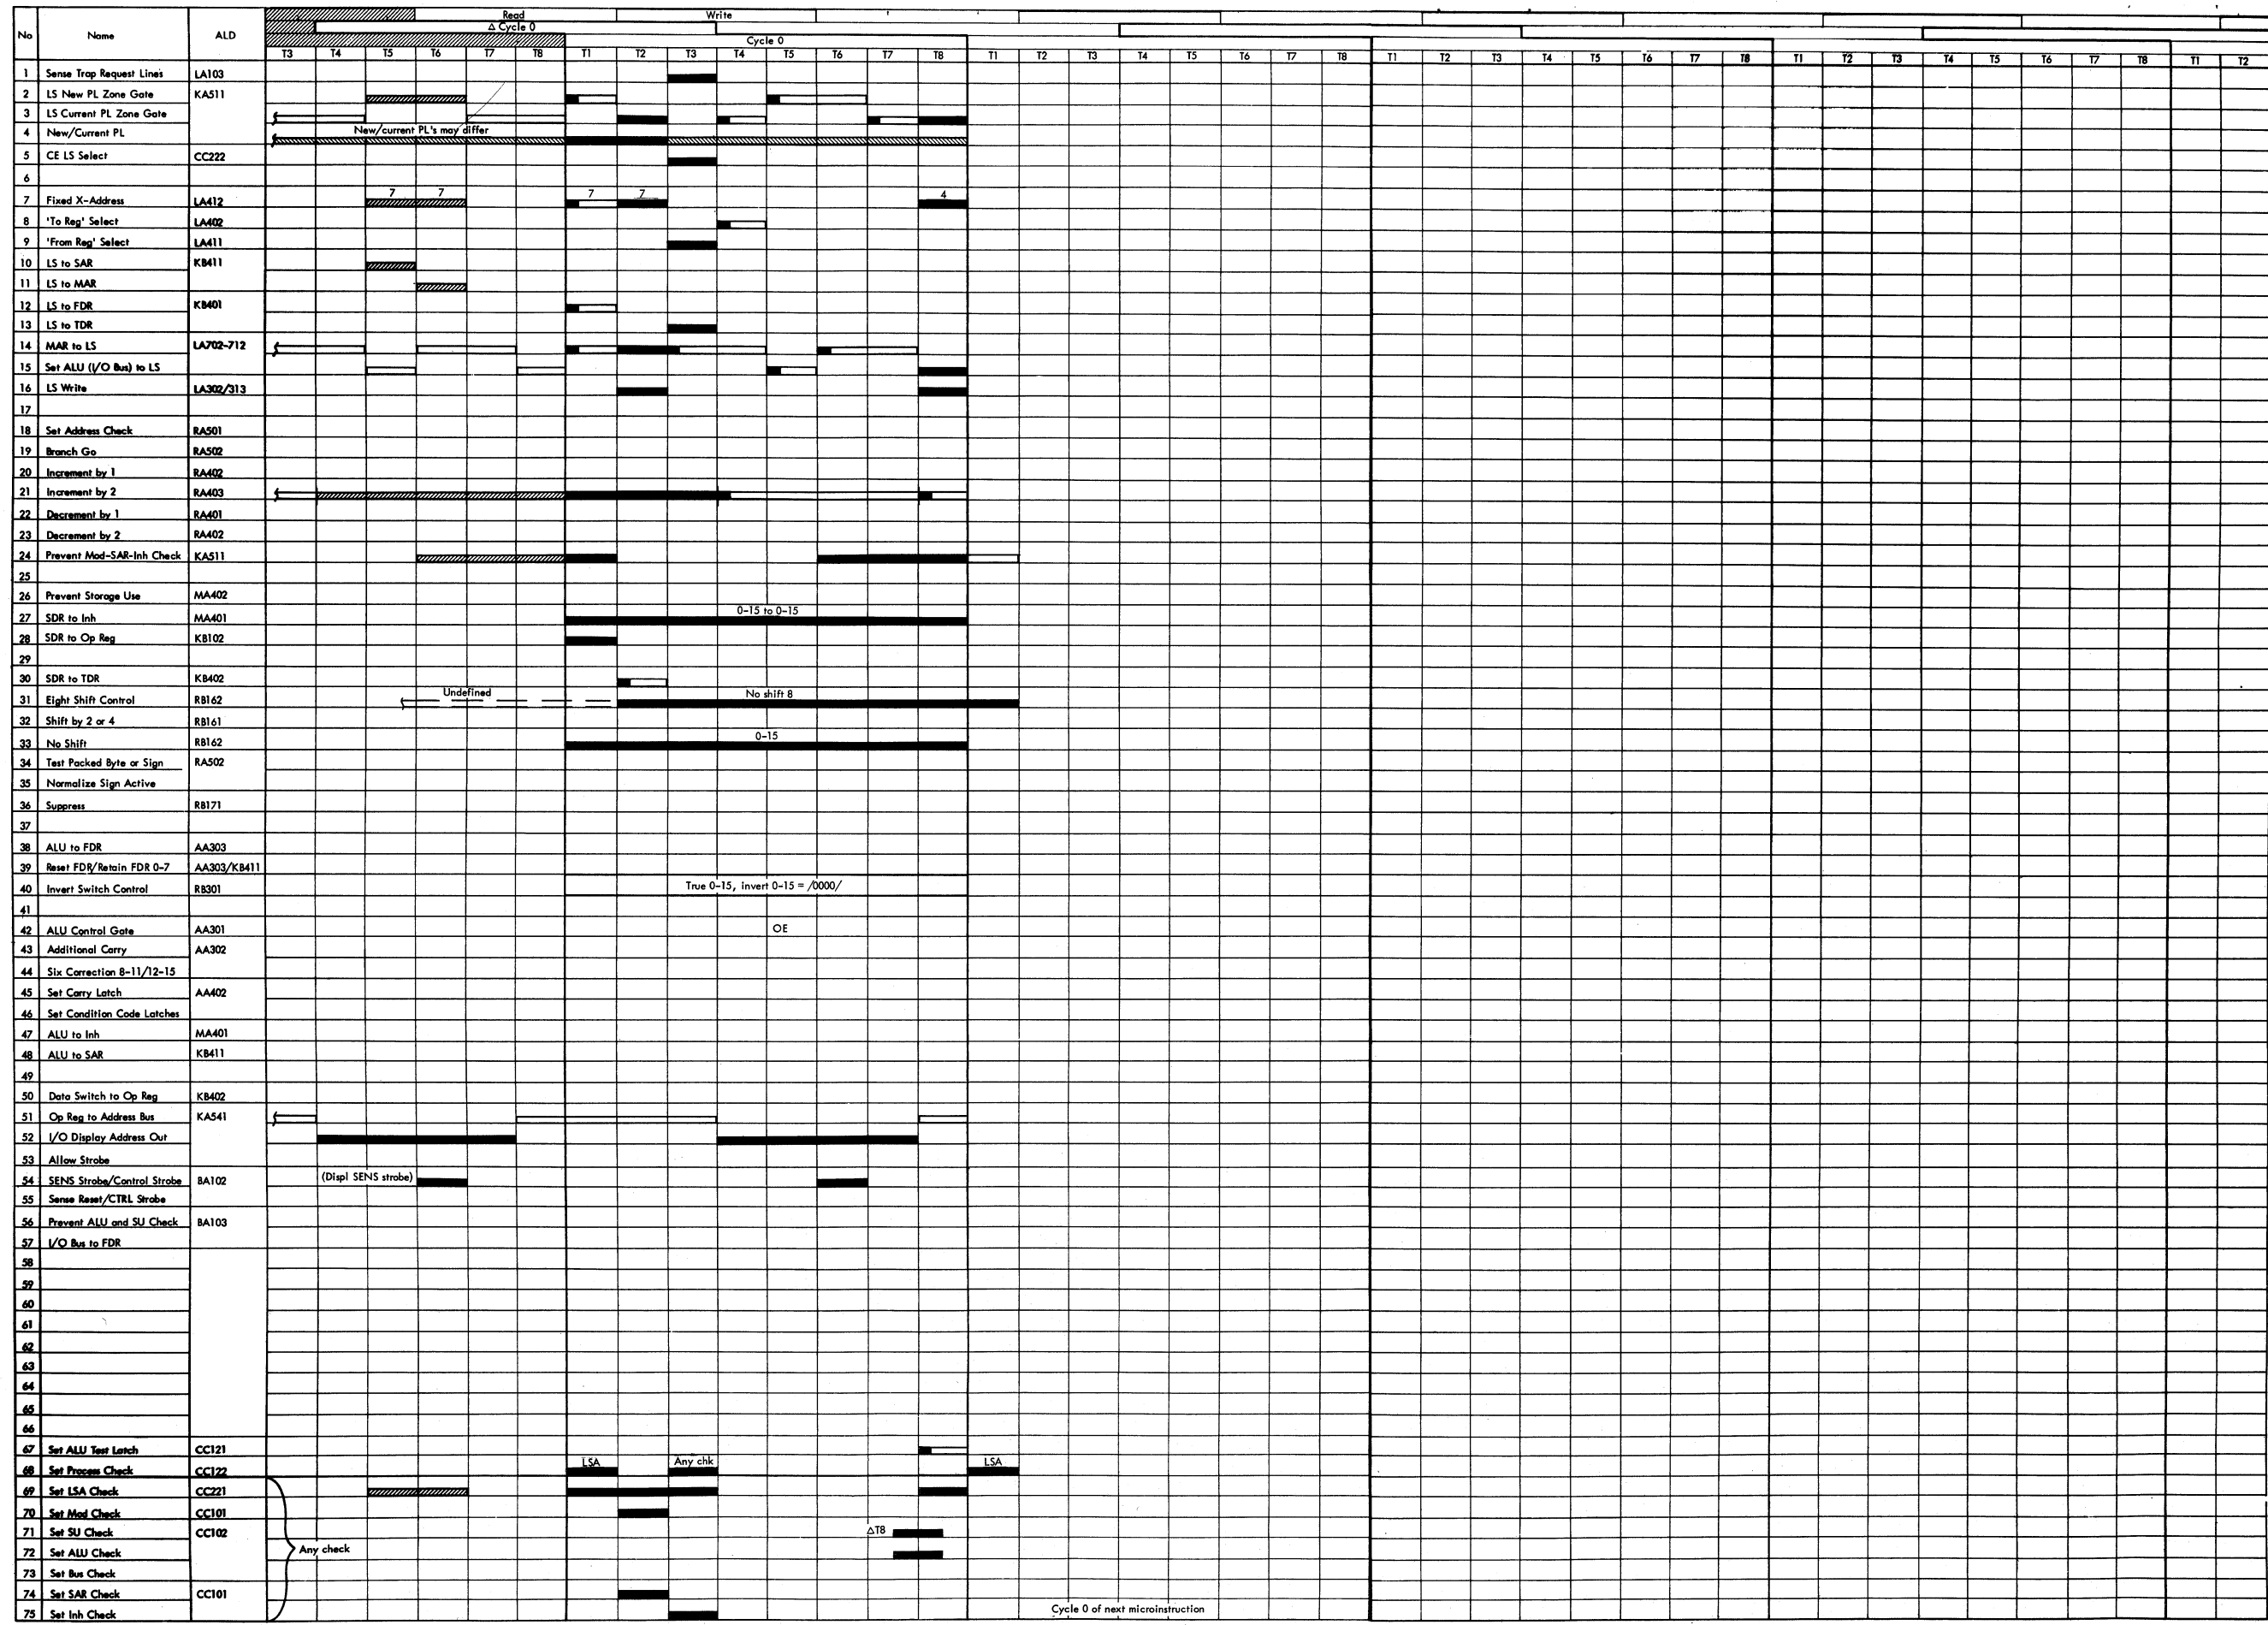 Read Write
Δ Cycle 0
No Name ALD Cycle 0
T3 T4 T5 T6 T7 T8 T1 T2 T3 T4 T5 T6 T7 T8 T1 T2 T3 T4 T5 T6 T7 T8 T1 T2 T3 T4 T5 T6 T7 T8 T1 T2 T3 T4 T5 T6 T7 T8 T1 T2
1 Sense Trap Request Lines LA103
2 LS New PL Zone Gate KA511
3 LS Current PL Zone Gate
4 New/Current PL New/current PL's may differ
5 CE LS Select CC222
6
7 Fixed X-Address LA412 7 7 7 7 4
8 'To Reg' Select LA402
9 'From Reg' Select LA411
10 LS to SAR KB411
11 LS to MAR
12 LS to FDR KB401
13 LS to TDR
14 MAR to LS LA702-712
15 Set ALU (I/O Bus) to LS
16 LS Write LA302/313
17
18 Set Address Check RA501
19 Branch Go RA502
20 Increment by 1 RA402
21 Increment by 2 RA403
22 Decrement by 1 RA401
23 Decrement by 2 RA402
24 Prevent Mod-SAR-Inh Check KA511
25
26 Prevent Storage Use MA402
27 SDR to Inh MA401 0-15 to 0-15
28 SDR to Op Reg KB102
29
30 SDR to TDR KB402
31 Eight Shift Control RB162 Undefined No shift 8
32 Shift by 2 or 4 RB161
33 No Shift RB162 0-15
34 Test Packed Byte or Sign RA502
35 Normalize Sign Active
36 Suppress RB171
37
38 ALU to FDR AA303
39 Reset FDR/Retain FDR 0-7 AA303/KB411
40 Invert Switch Control RB301 True 0-15, invert 0-15 = /0000/
41
42 ALU Control Gate AA301 OE
43 Additional Carry AA302
44 Six Correction 8-11/12-15
45 Set Carry Latch AA402
46 Set Condition Code Latches
47 ALU to Inh MA401
48 ALU to SAR KB411
49
50 Data Switch to Op Reg KB402
51 Op Reg to Address Bus KA541
52 I/O Display Address Out
53 Allow Strobe
54 SENS Strobe/Control Strobe BA102 (Displ SENS strobe)
55 Sense Reset/CTRL Strobe
56 Prevent ALU and SU Check BA103
57 I/O Bus to FDR
58
59
60
61
62
63
64
65
66
67 Set ALU Test Latch CC121
68 Set Process Check CC122 LSA Any chk LSA
69 Set LSA Check CC221
70 Set Mod Check CC101
71 Set SU Check CC102 ΔT8
72 Set ALU Check Any check
73 Set Bus Check
74 Set SAR Check CC101
75 Set Inh Check Cycle 0 of next microinstruction